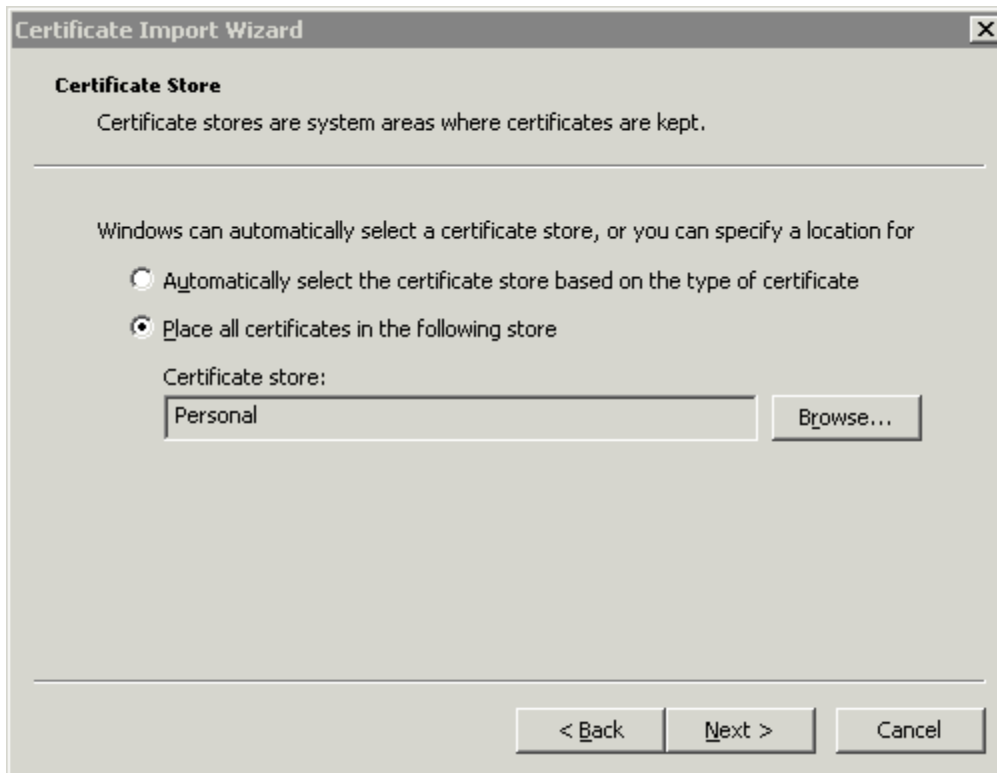 Certificate Import Wizard
Certificate Store
Certificate stores are system areas where certificates are kept.
Windows can automatically select a certificate store, or you can specify a location for
Automatically select the certificate store based on the type of certificate
Place all certificates in the following store
Certificate store:
Personal
Browse...
< Back
Next >
Cancel